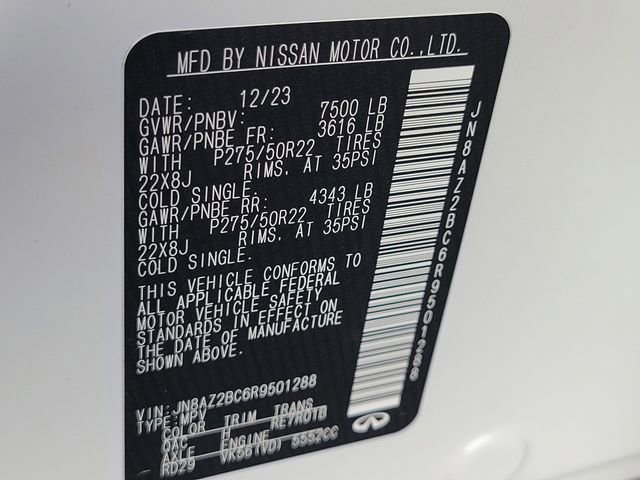 MFD BY NISSAN MOTOR CO.,LTD.
DATE: 12/23
GVWR/PNBV: 7500 LB
GAWR/PNBE FR: 3616 LB
WITH P275/50R22 TIRES
22X8J RIMS, AT 35PSI
COLD SINGLE.
GAWR/PNBE RR: 4343 LB
WITH P275/50R22 TIRES
22X8J RIMS, AT 35PSI
COLD SINGLE.
THIS VEHICLE CONFORMS TO
ALL APPLICABLE FEDERAL
MOTOR VEHICLE SAFETY
STANDARDS IN EFFECT ON
THE DATE OF MANUFACTURE
SHOWN ABOVE.
VIN:JN8AZ2BC6R9501288
TYPE:MPV
COLOR TRIM TRANS
QAC RE7R01B
AXLE ENGINE
RD29 VK56(VD) 5552CC
JN8AZ2BC6R9501288